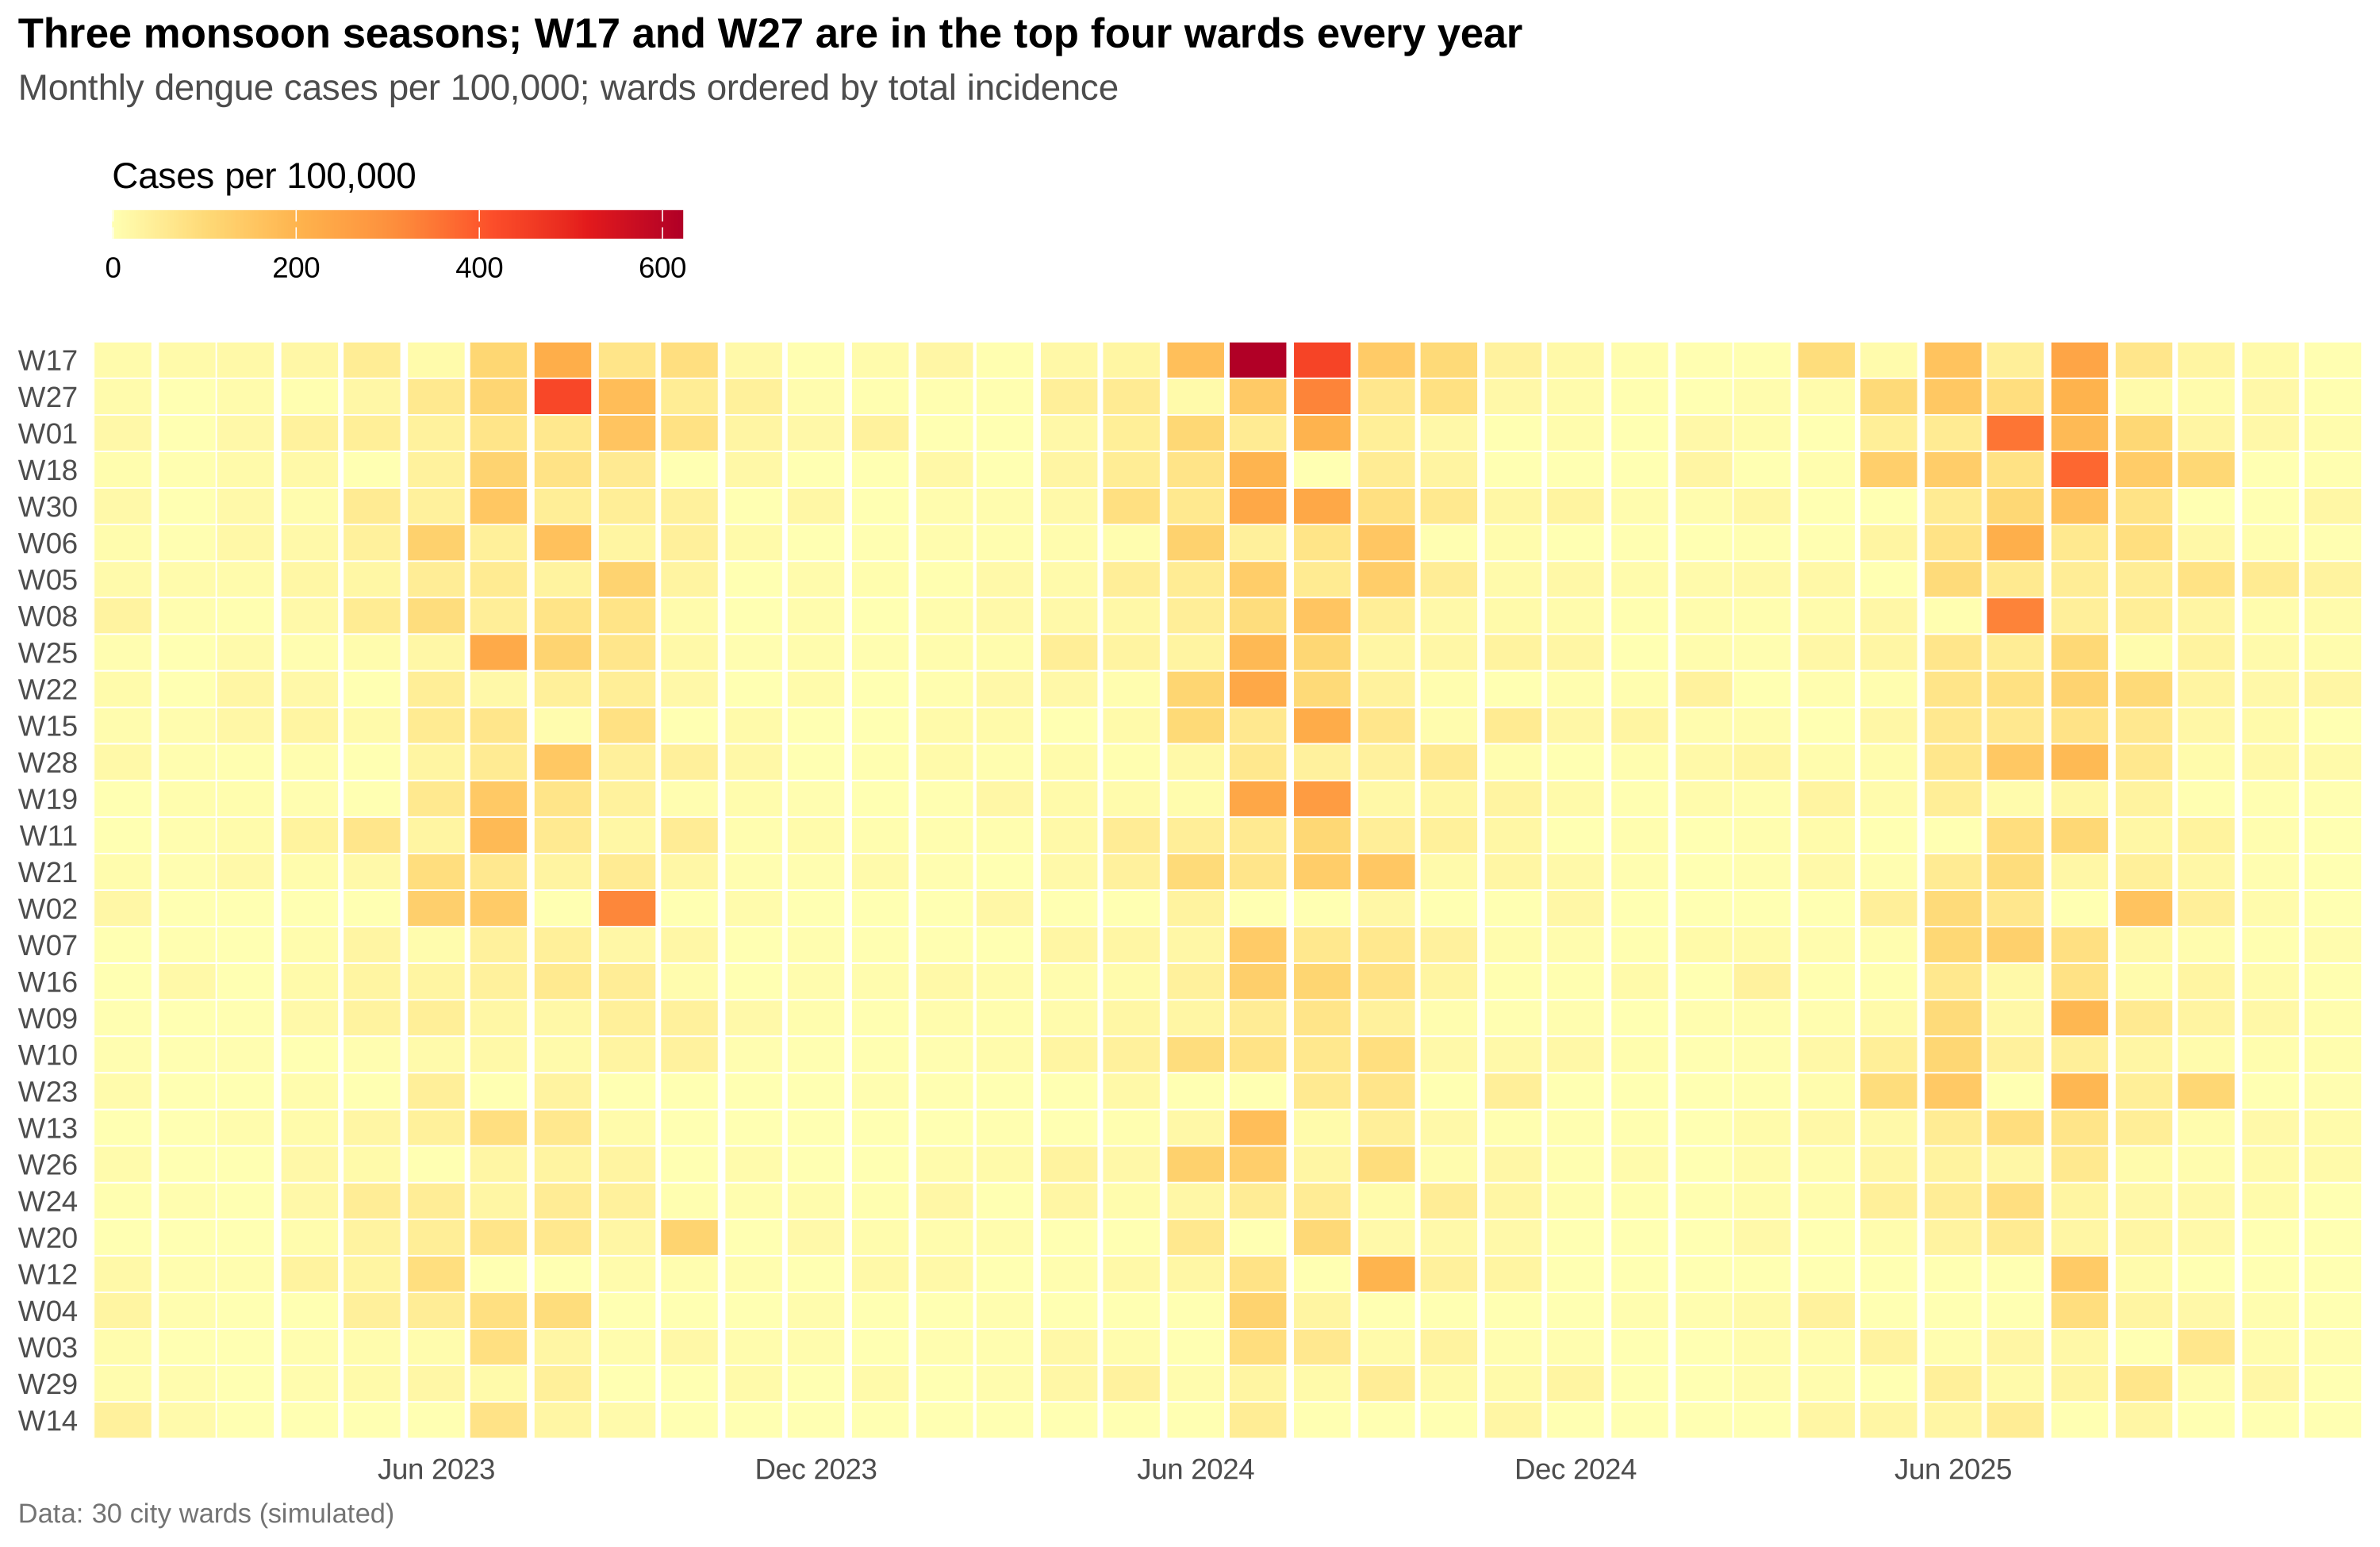 Three monsoon seasons; W17 and W27 are in the top four wards every year
Monthly dengue cases per 100,000; wards ordered by total incidence
Cases per 100,000
0 200 400 600
W17
W27
W01
W18
W30
W06
W05
W08
W25
W22
W15
W28
W19
W11
W21
W02
W07
W16
W09
W10
W23
W13
W26
W24
W20
W12
W04
W03
W29
W14
Jun 2023 Dec 2023 Jun 2024 Dec 2024 Jun 2025
Data: 30 city wards (simulated)